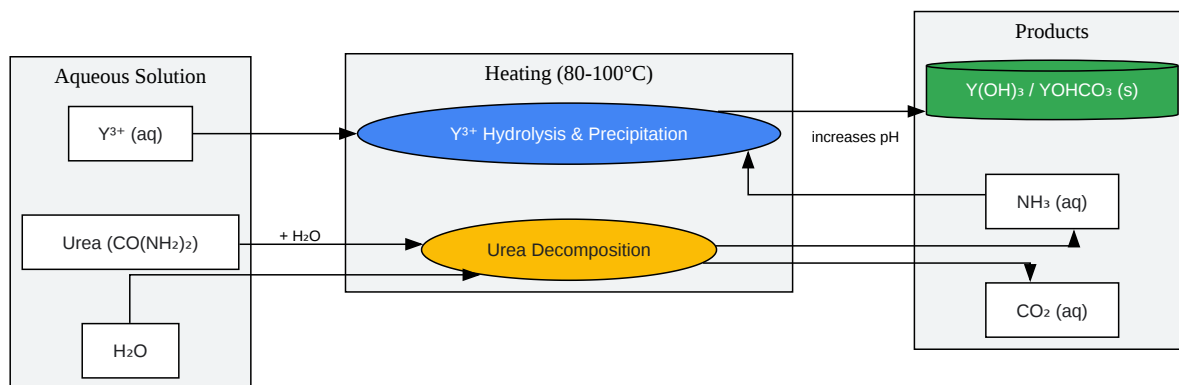 Aqueous Solution
Y³⁺ (aq)
Urea (CO(NH₂)₂)
H₂O
+ H₂O
Heating (80-100°C)
Y³⁺ Hydrolysis & Precipitation
Urea Decomposition
increases pH
Products
Y(OH)₃ / YOHCO₃ (s)
NH₃ (aq)
CO₂ (aq)